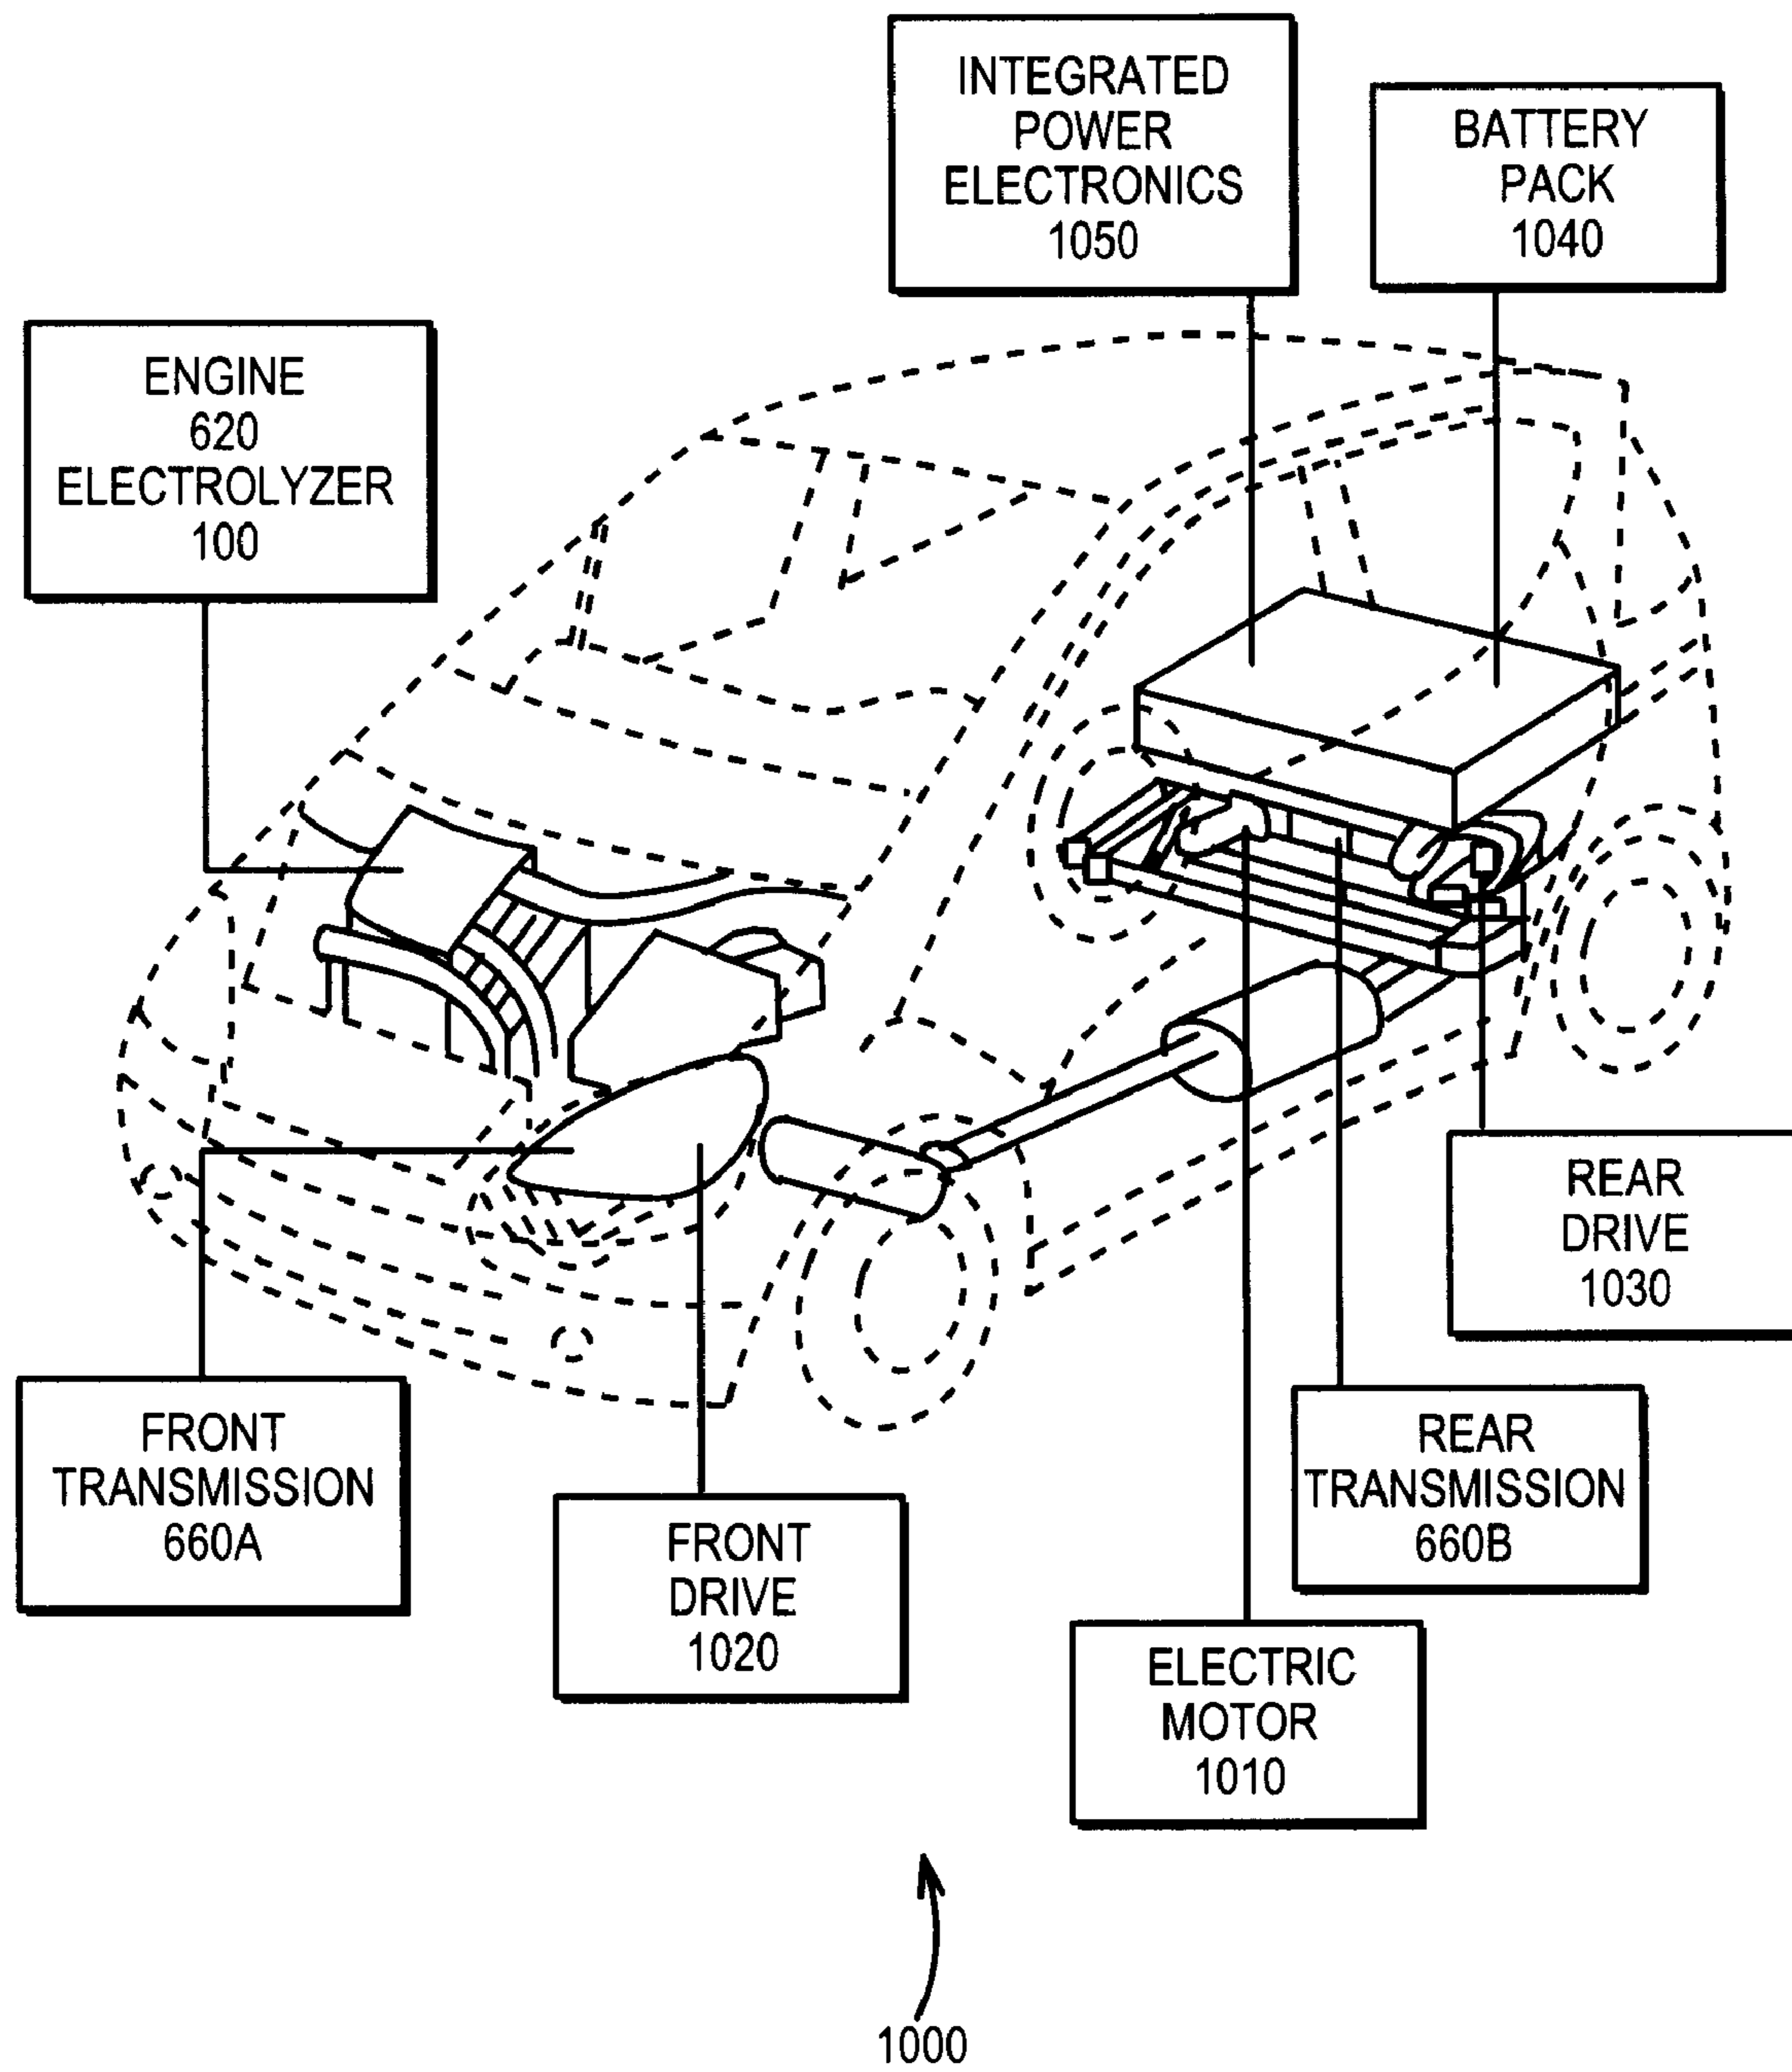 INTEGRATED
POWER
ELECTRONICS
1050
BATTERY
PACK
1040
ENGINE
620
ELECTROLYZER
100
REAR
DRIVE
1030
FRONT
TRANSMISSION
660A
REAR
TRANSMISSION
660B
FRONT
DRIVE
1020
ELECTRIC
MOTOR
1010
1000